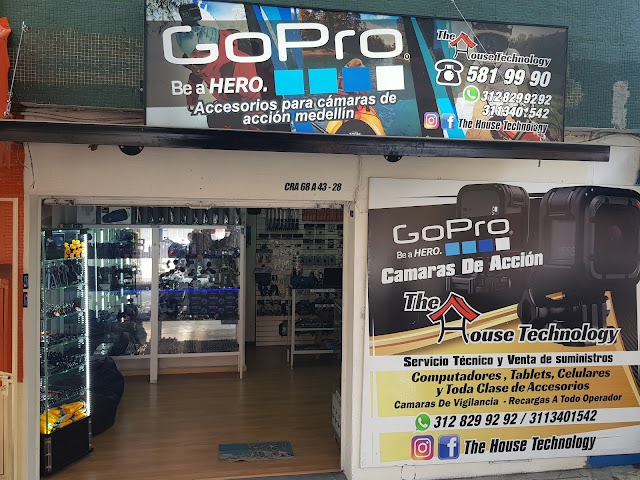 GoPro
Be a HERO.
Accesorios para cámaras de
acción medellín
The House Technology
581 99 90
3128299292
3113401542
The House Technology
CRA 68 A 43 - 28
GoPro
Be a HERO.
Camaras De Acción
The House Technology
Servicio Técnico y Venta de suministros
Computadores, Tablets, Celulares
y Toda Clase de Accesorios
Camaras De Vigilancia - Recargas A Todo Operador
312 829 92 92 / 3113401542
The House Technology